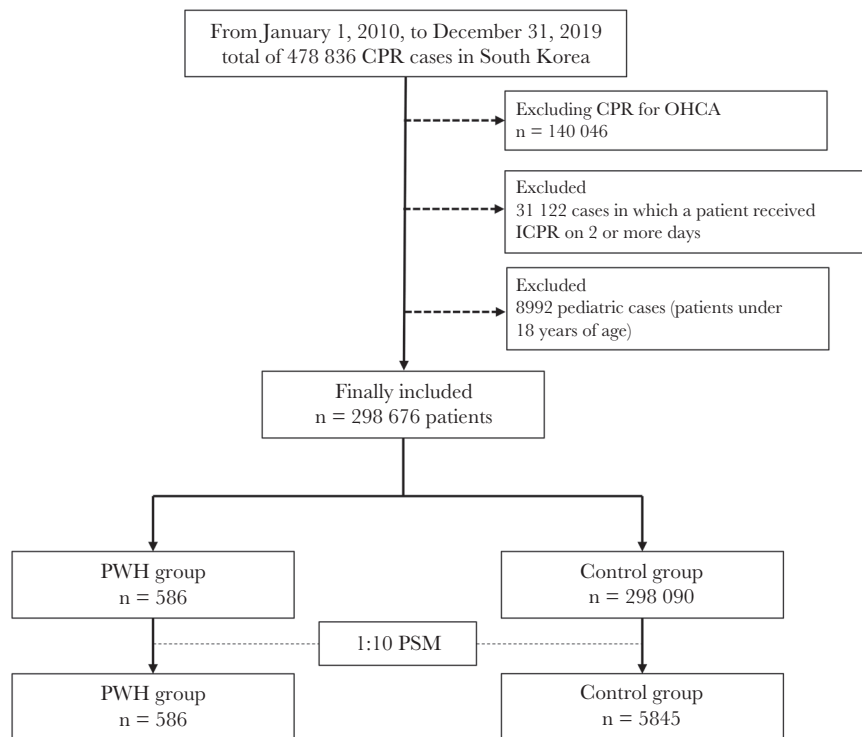 From January 1, 2010, to December 31, 2019
total of 478 836 CPR cases in South Korea
Excluding CPR for OHCA
n = 140 046
Excluded
31 122 cases in which a patient received
ICPR on 2 or more days
Excluded
8992 pediatric cases (patients under
18 years of age)
Finally included
n = 298 676 patients
PWH group
n = 586
Control group
n = 298 090
1:10 PSM
PWH group
n = 586
Control group
n = 5845